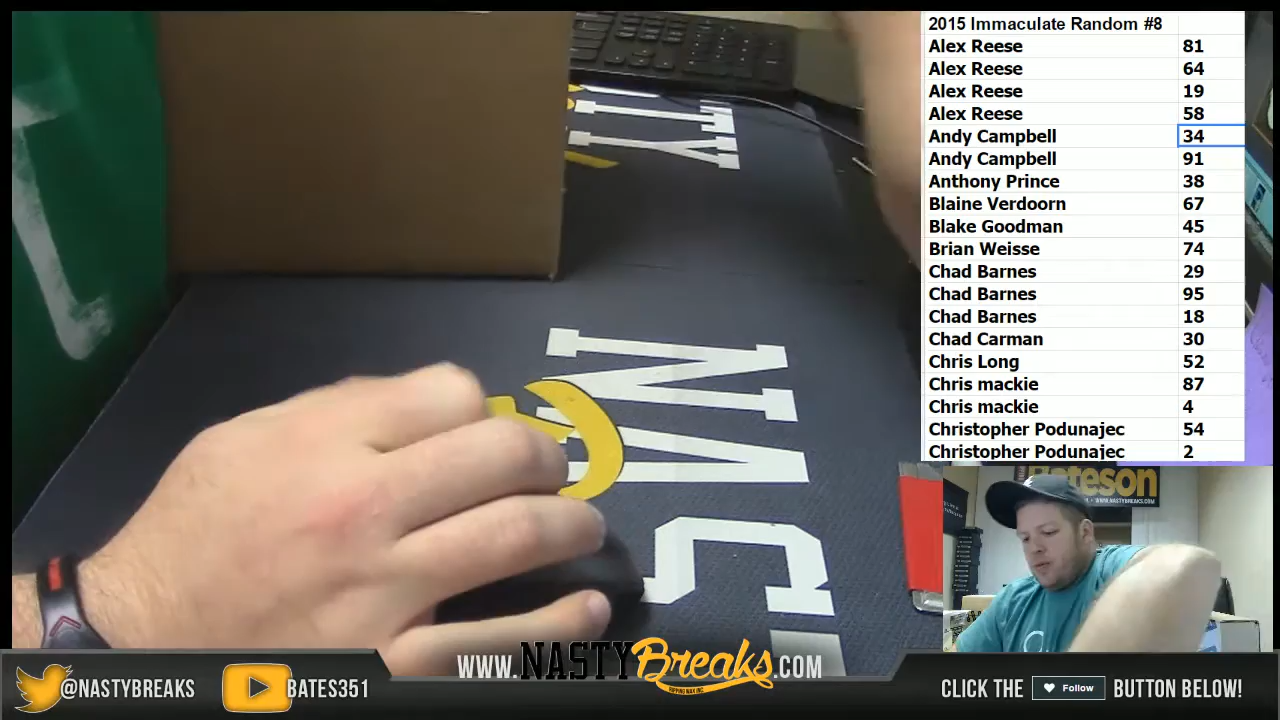 2015 Immaculate Random #8
Alex Reese 81
Alex Reese 64
Alex Reese 19
Alex Reese 58
Andy Campbell 34
Andy Campbell 91
Anthony Prince 38
Blaine Verdoorn 67
Blake Goodman 45
Brian Weisse 74
Chad Barnes 29
Chad Barnes 95
Chad Barnes 18
Chad Carman 30
Chris Long 52
Chris mackie 87
Chris mackie 4
Christopher Podunajec 54
Christopher Podunajec 2
TY
NAST
Bateson
WWW.NASTYBreaks.COM
@NASTYBREAKS
BATES351
CLICK THE Follow BUTTON BELOW!